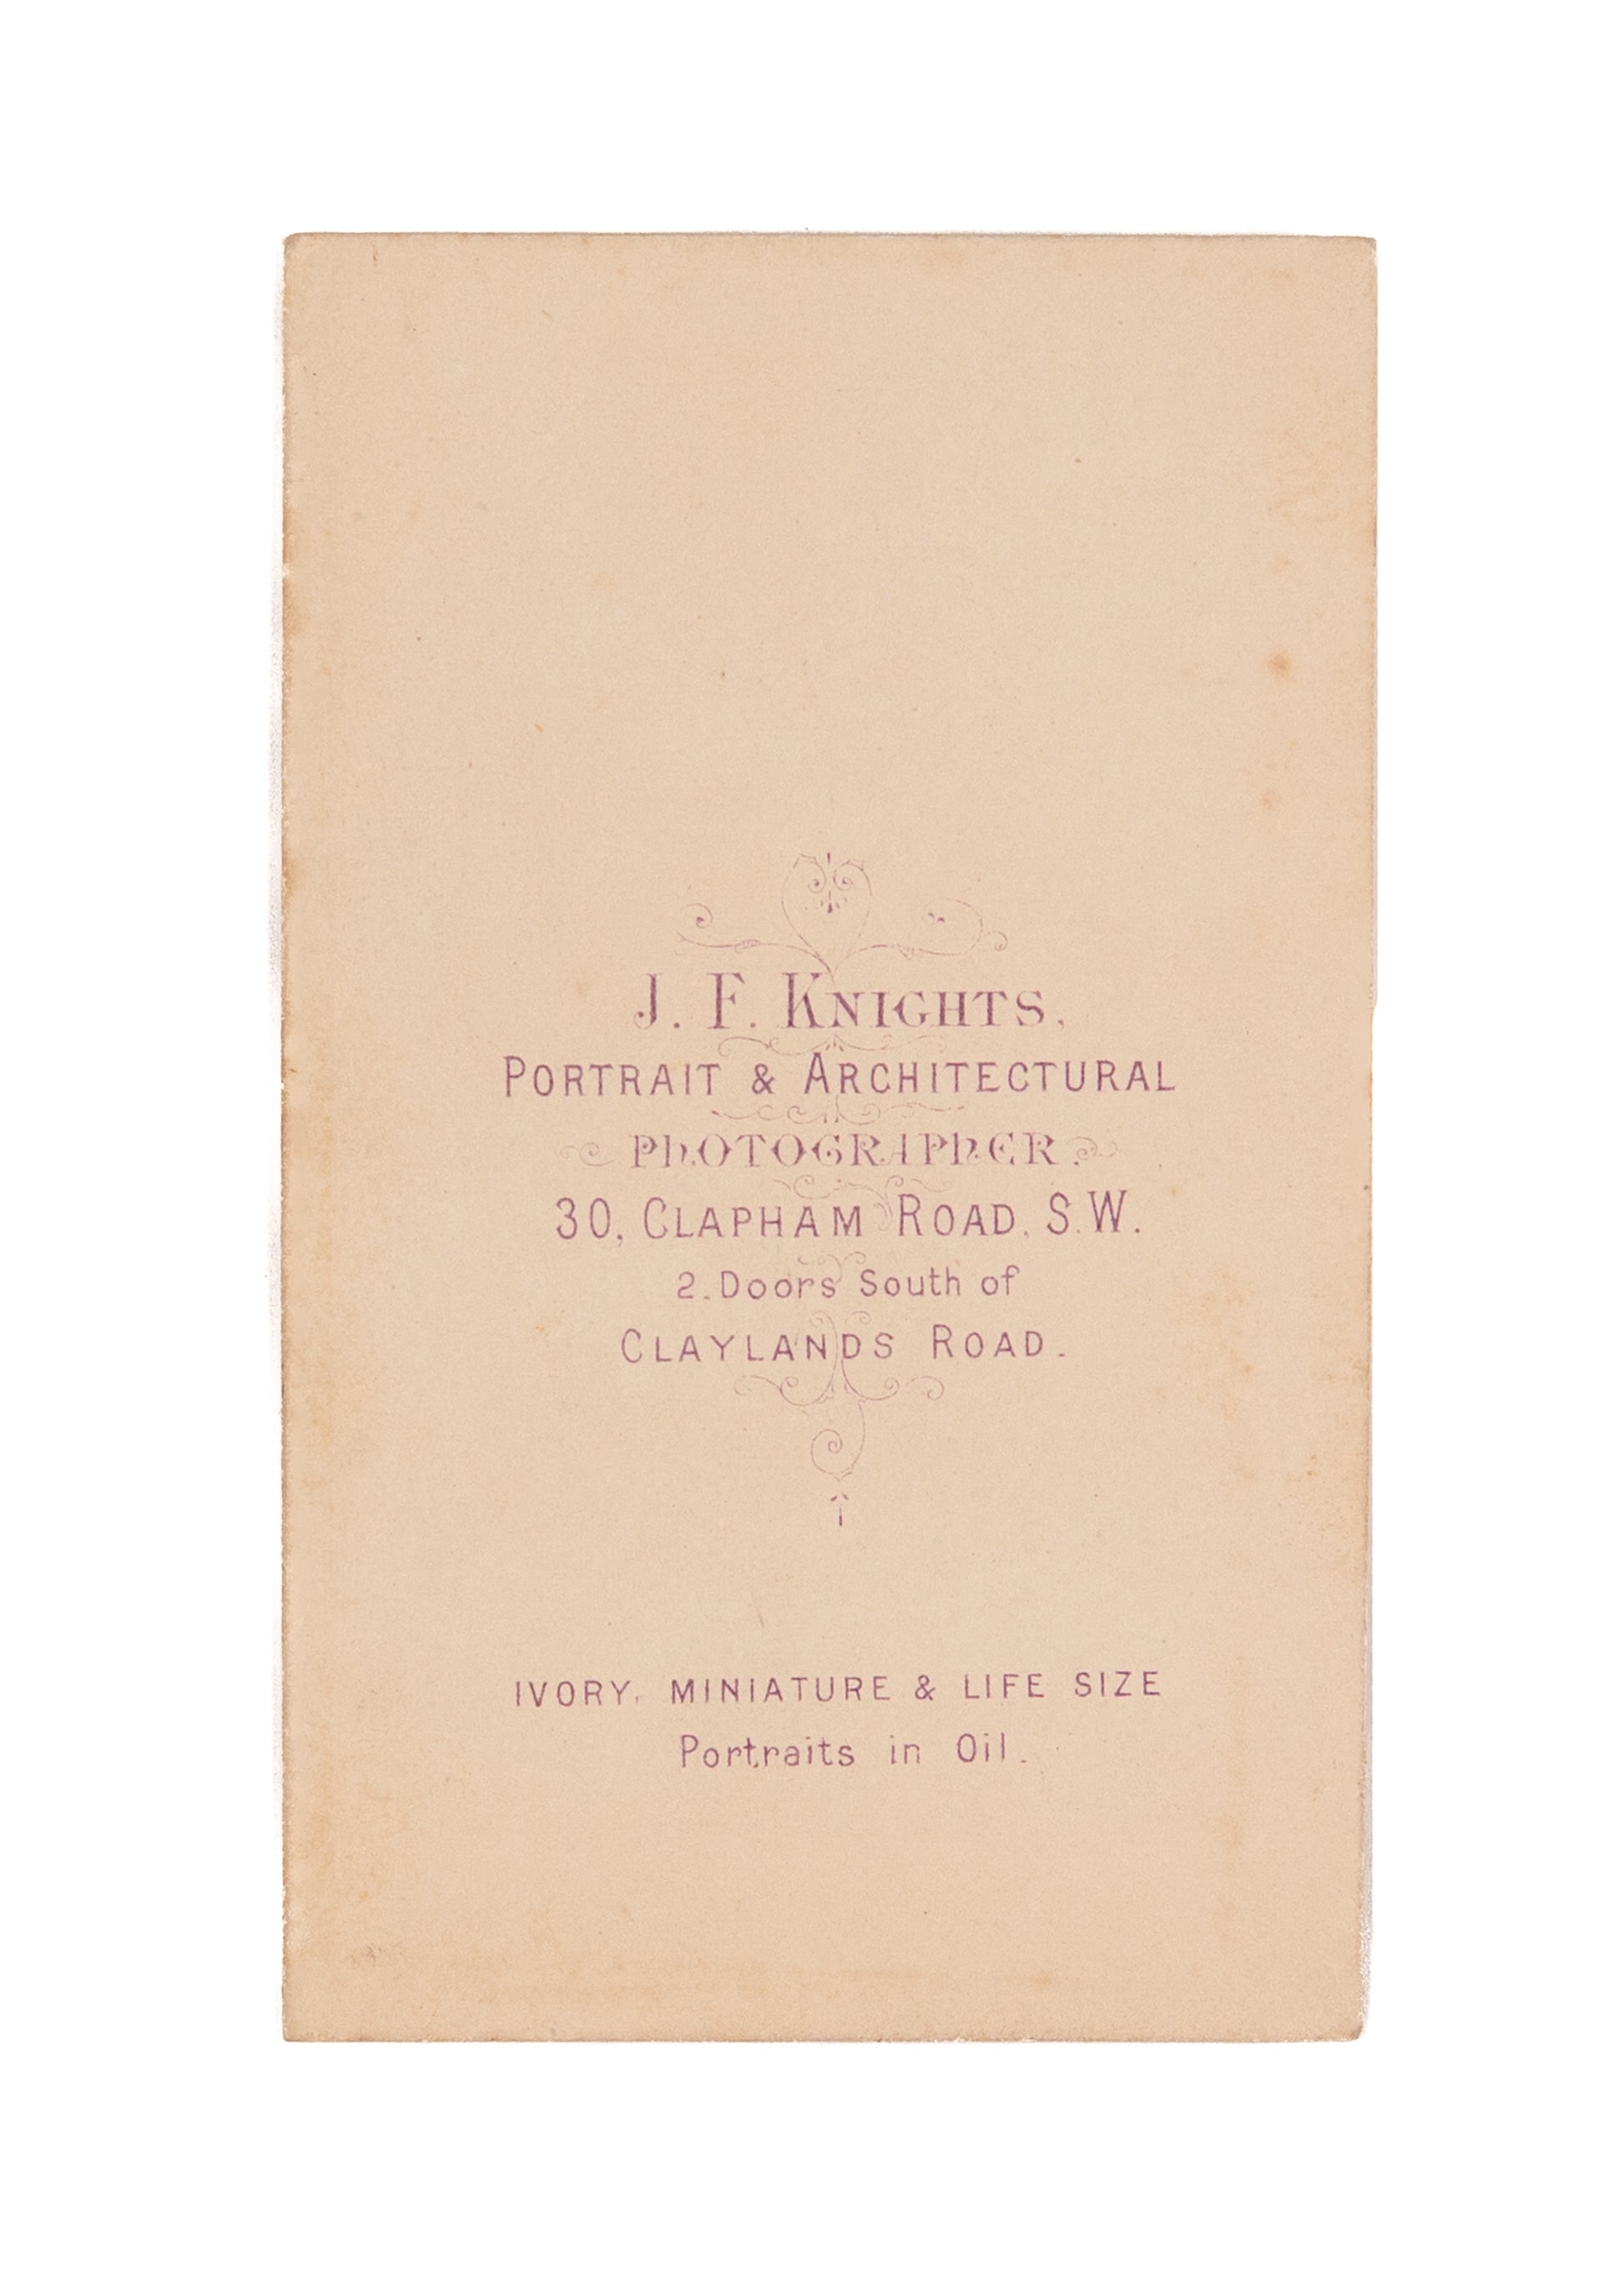 J. F. KNIGHTS,
PORTRAIT & ARCHITECTURAL
PHOTOGRAPHER.
30, CLAPHAM ROAD, S.W.
2. Doors South of
CLAYLANDS ROAD.
IVORY, MINIATURE & LIFE SIZE
Portraits in Oil.